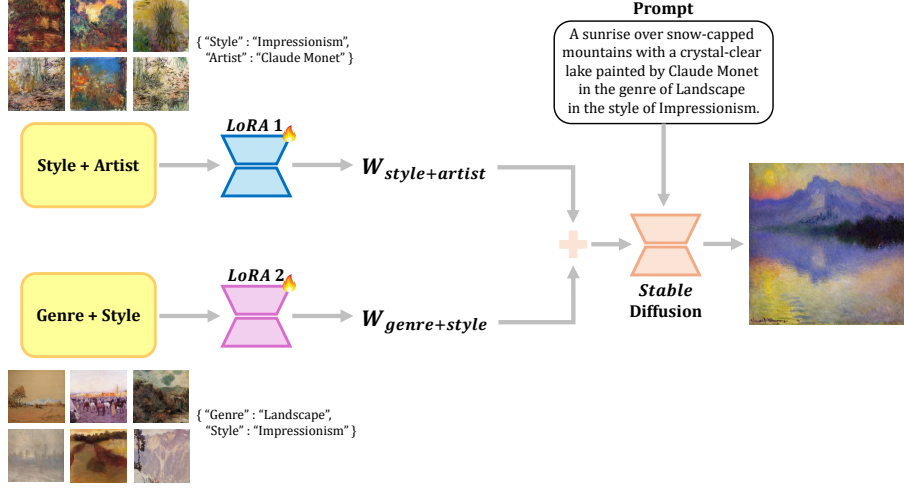 Prompt
A sunrise over snow-capped
mountains with a crystal-clear
lake painted by Claude Monet
in the genre of Landscape
in the style of Impressionism.
{ “Style” : “Impressionism”,
“Artist” : “Claude Monet” }
Style + Artist
LoRA 1
W style+artist
Genre + Style
LoRA 2
W genre+style
Stable
Diffusion
{ “Genre” : “Landscape”,
“Style” : “Impressionism” }